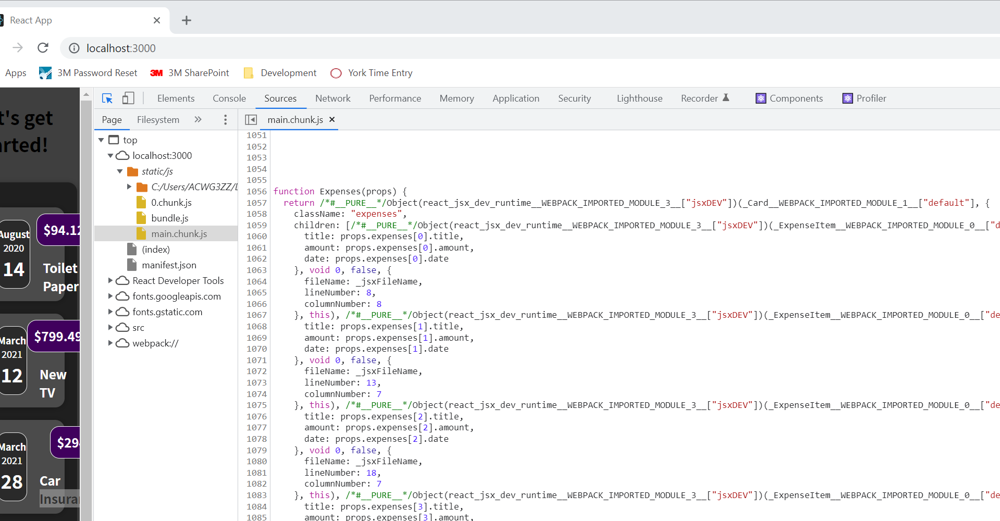 React App
localhost:3000
Apps 3M Password Reset 3M 3M SharePoint Development York Time Entry
Elements Console Sources Network Performance Memory Application Security Lighthouse Recorder Components Profiler
Page Filesystem main.chunk.js
top
localhost:3000
static/js
C:/Users/ACWG3ZZ/
0.chunk.js
bundle.js
main.chunk.js
(index)
manifest.json
React Developer Tools
fonts.googleapis.com
fonts.gstatic.com
src
webpack://
't's get
arted!
August
2020
14
$94.12
Toilet
Paper
March
2021
12
$799.49
New
TV
March
2021
28
$294
Car
Insura
1051
1052
1053
1054
1055
1056 function Expenses(props) {
1057 return /*#__PURE__*/Object(react_jsx_dev_runtime__WEBPACK_IMPORTED_MODULE_3__["jsxDEV"])(_Card__WEBPACK_IMPORTED_MODULE_1__["default"], {
1058 className: "expenses",
1059 children: [/*#__PURE__*/Object(react_jsx_dev_runtime__WEBPACK_IMPORTED_MODULE_3__["jsxDEV"])(_ExpenseItem__WEBPACK_IMPORTED_MODULE_0__["d
1060 title: props.expenses[0].title,
1061 amount: props.expenses[0].amount,
1062 date: props.expenses[0].date
1063 }, void 0, false, {
1064 fileName: _jsxFileName,
1065 lineNumber: 8,
1066 columnNumber: 8
1067 }, this), /*#__PURE__*/Object(react_jsx_dev_runtime__WEBPACK_IMPORTED_MODULE_3__["jsxDEV"])(_ExpenseItem__WEBPACK_IMPORTED_MODULE_0__["de
1068 title: props.expenses[1].title,
1069 amount: props.expenses[1].amount,
1070 date: props.expenses[1].date
1071 }, void 0, false, {
1072 fileName: _jsxFileName,
1073 lineNumber: 13,
1074 columnNumber: 7
1075 }, this), /*#__PURE__*/Object(react_jsx_dev_runtime__WEBPACK_IMPORTED_MODULE_3__["jsxDEV"])(_ExpenseItem__WEBPACK_IMPORTED_MODULE_0__["de
1076 title: props.expenses[2].title,
1077 amount: props.expenses[2].amount,
1078 date: props.expenses[2].date
1079 }, void 0, false, {
1080 fileName: _jsxFileName,
1081 lineNumber: 18,
1082 columnNumber: 7
1083 }, this), /*#__PURE__*/Object(react_jsx_dev_runtime__WEBPACK_IMPORTED_MODULE_3__["jsxDEV"])(_ExpenseItem__WEBPACK_IMPORTED_MODULE_0__["de
1084 title: props.expenses[3].title,
1085 amount: props.expenses[3].amount,